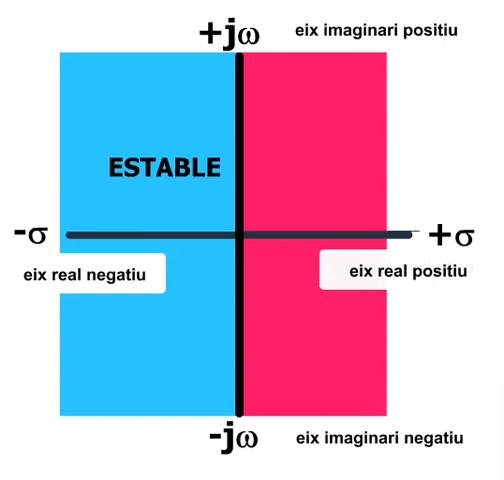 +jω eix imaginari positiu
ESTABLE
-σ +σ
eix real negatiu eix real positiu
-jω eix imaginari negatiu